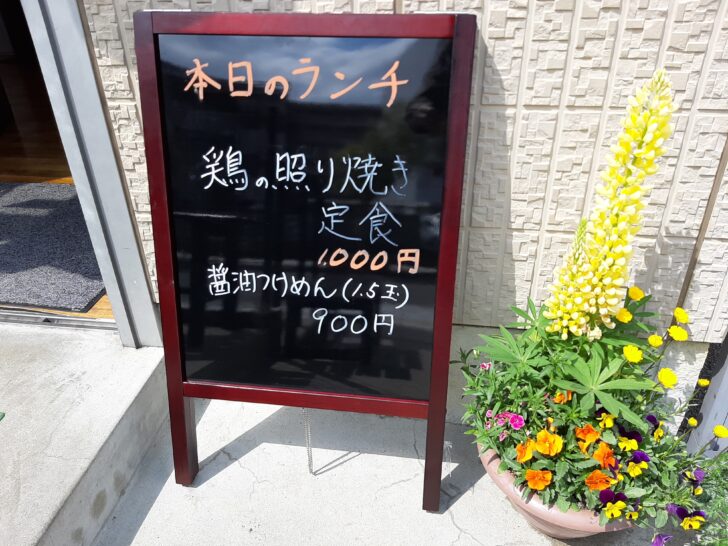 本日のランチ
鶏の照り焼き
定食
1.000円
醤油つけめん(1.5玉)
900円